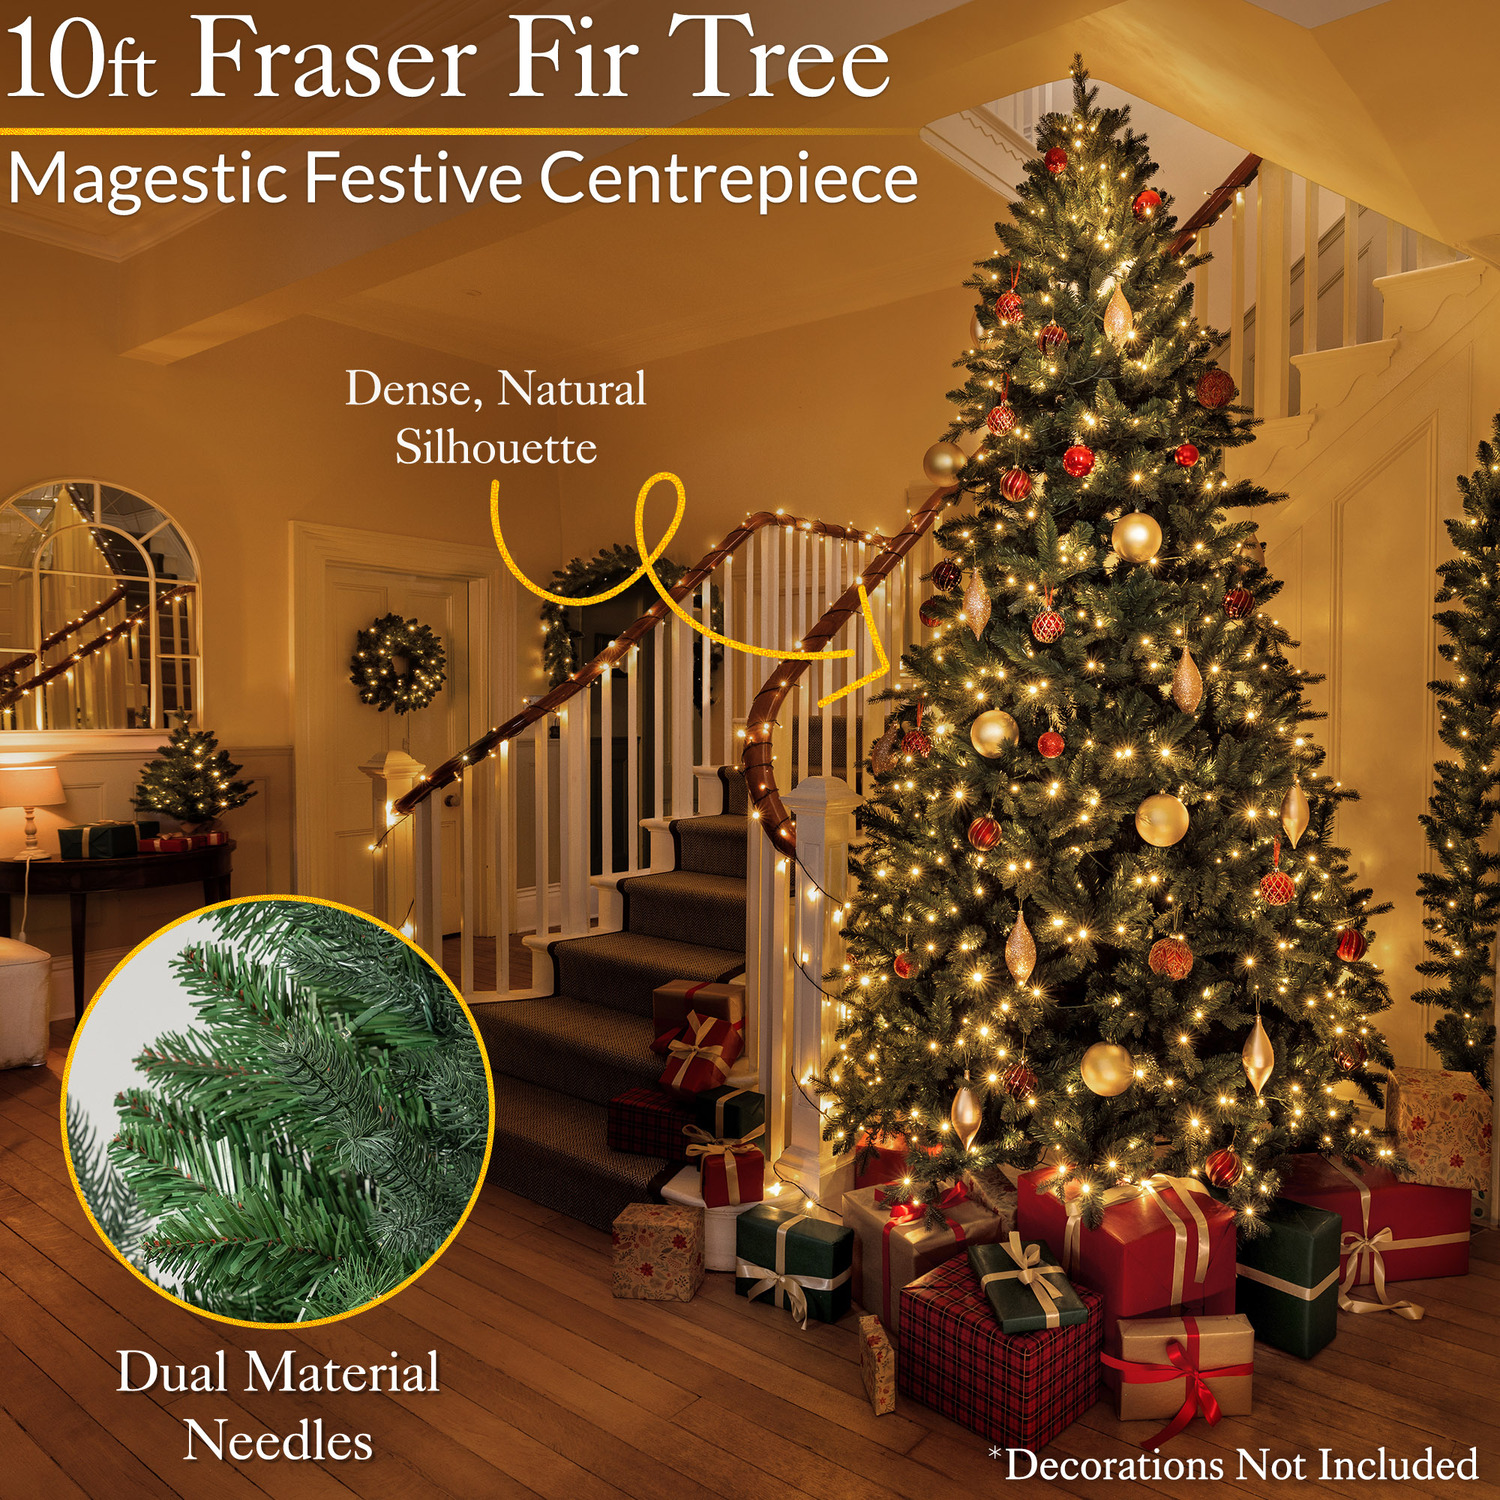 10ft Fraser Fir Tree
Magestic Festive Centrepiece
Dense, Natural
Silhouette
Dual Material
Needles
*Decorations Not Included